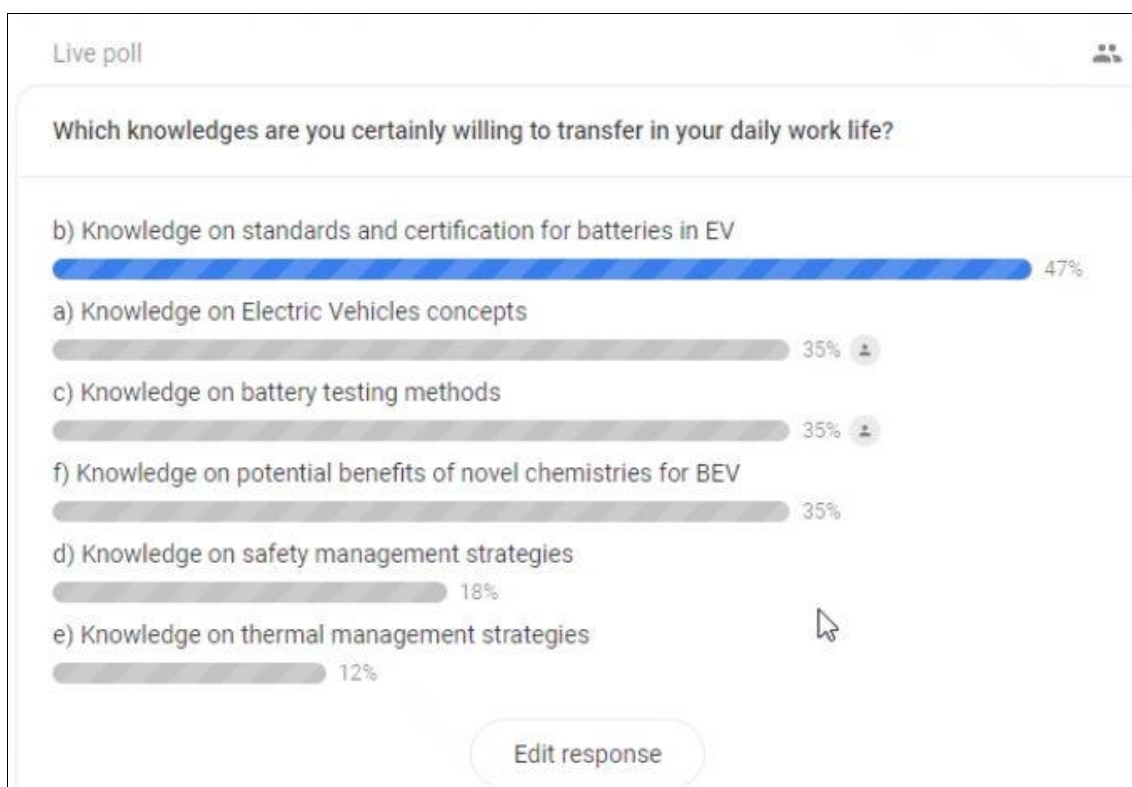 Live poll
Which knowledges are you certainly willing to transfer in your daily work life?
b) Knowledge on standards and certification for batteries in EV
47%
a) Knowledge on Electric Vehicles concepts
35%
c) Knowledge on battery testing methods
35%
f) Knowledge on potential benefits of novel chemistries for BEV
35%
d) Knowledge on safety management strategies
18%
e) Knowledge on thermal management strategies
12%
Edit response